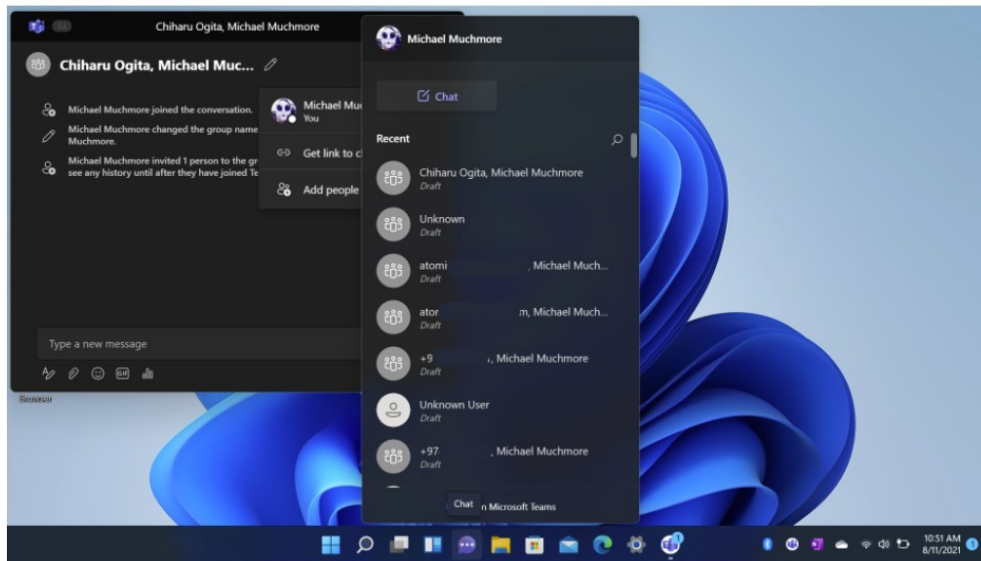 Chiharu Ogita, Michael Muchmore
Chiharu Ogita, Michael Muc...
Michael Muchmore joined the conversation.
Michael Muchmore changed the group name
Muchmore.
Michael Muchmore invited 1 person to the gr
see any history until after they have joined Te
Michael Mu
You
Get link to c
Add people
Type a new message
GIF
Browser
Michael Muchmore
Chat
Recent
Chiharu Ogita, Michael Muchmore
Draft
Unknown
Draft
atomi , Michael Much...
Draft
ator m, Michael Much...
Draft
+9 , Michael Muchmore
Draft
Unknown User
Draft
+97 , Michael Muchmore
Draft
Chat n Microsoft Teams
10:51 AM
8/11/2021